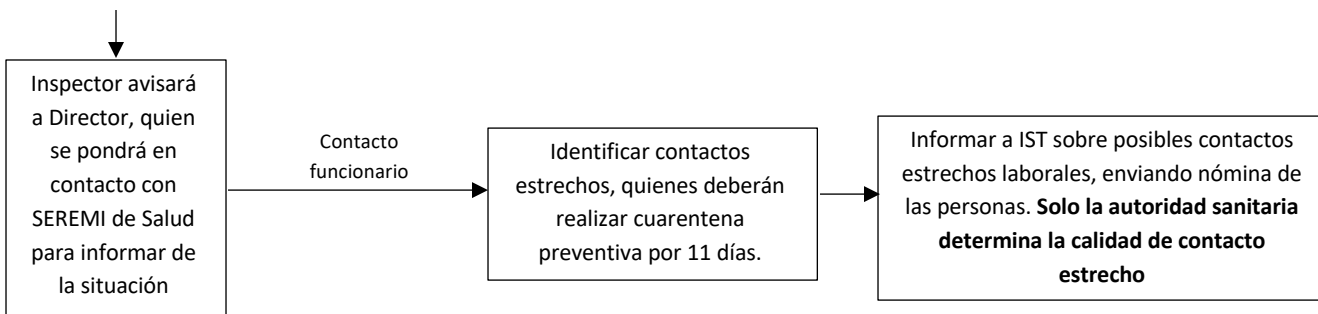 Inspector avisará
a Director, quien
se pondrá en
contacto con
SEREMI de Salud
para informar de
la situación
Contacto
funcionario
Identificar contactos
estrechos, quienes deberán
realizar cuarentena
preventiva por 11 días.
Informar a IST sobre posibles contactos
estrechos laborales, enviando nómina de
las personas. Solo la autoridad sanitaria
determina la calidad de contacto
estrecho